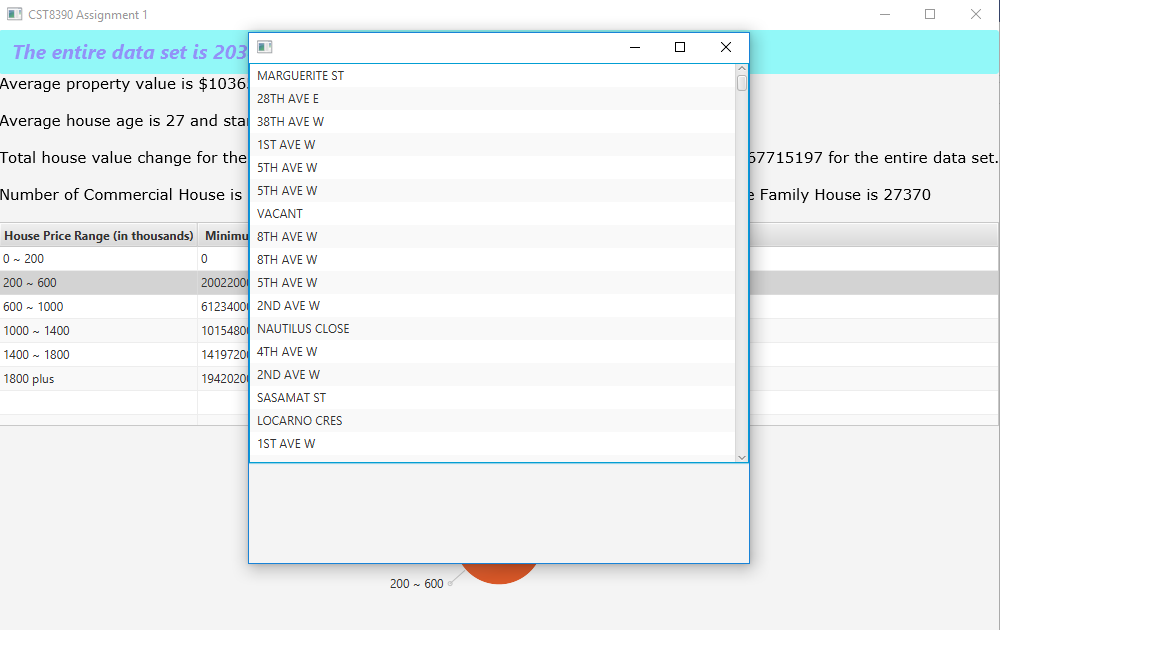 CST8390 Assignment 1
The entire data set is 203
Average property value is $1036
Average house age is 27 and sta
Total house value change for the 67715197 for the entire data set.
Number of Commercial House is e Family House is 27370
House Price Range (in thousands) Minimu
0 ~ 200 0
200 ~ 600 2002200
600 ~ 1000 6123400
1000 ~ 1400 1015480
1400 ~ 1800 1419720
1800 plus 1942020
MARGUERITE ST
28TH AVE E
38TH AVE W
1ST AVE W
5TH AVE W
5TH AVE W
VACANT
8TH AVE W
8TH AVE W
5TH AVE W
2ND AVE W
NAUTILUS CLOSE
4TH AVE W
2ND AVE W
SASAMAT ST
LOCARNO CRES
1ST AVE W
200 ~ 600